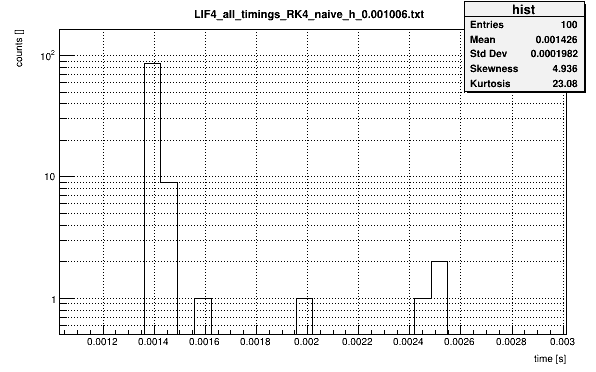 LIF4_all_timings_RK4_naive_h_0.001006.txt
hist
Entries 100
Mean 0.001426
Std Dev 0.0001982
Skewness 4.936
Kurtosis 23.08
counts []
10²
10
1
0.0012 0.0014 0.0016 0.0018 0.002 0.0022 0.0024 0.0026 0.0028 0.003
time [s]